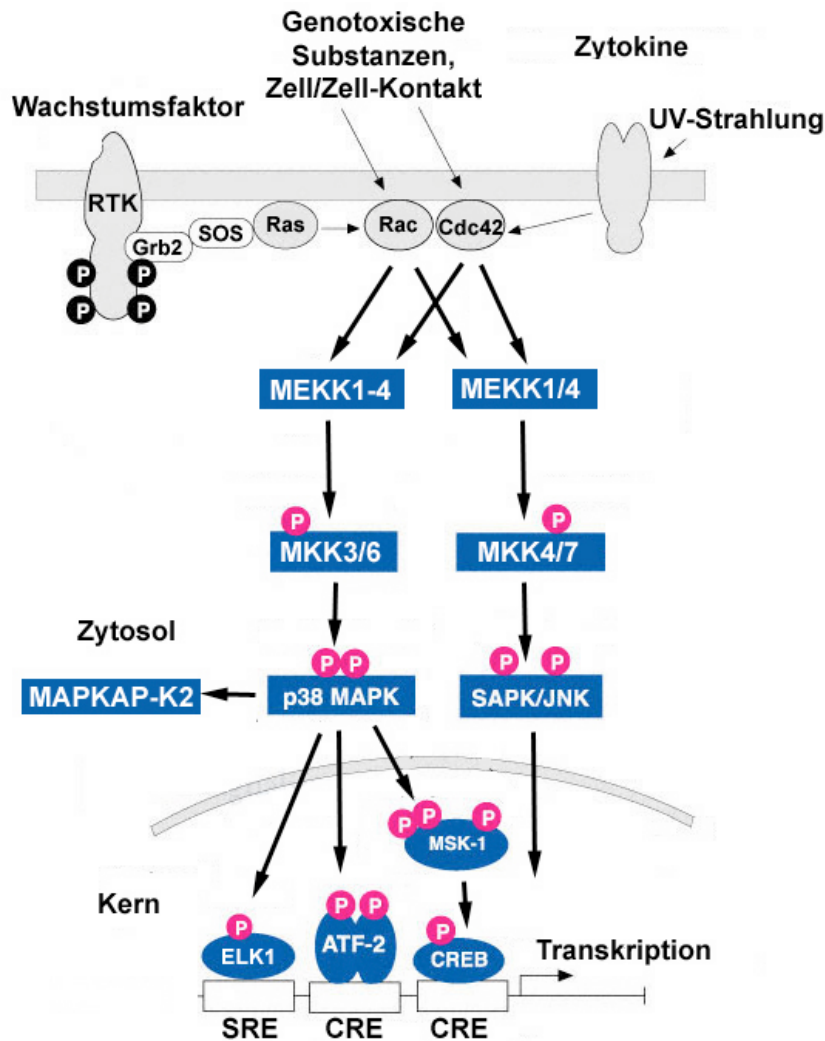 Genotoxische
Substanzen,
Zell/Zell-Kontakt
Zytokine
Wachstumsfaktor
UV-Strahlung
RTK
Grb2
SOS
Ras
Rac
Cdc42
P
P
P
P
MEKK1-4
MEKK1/4
P
P
MKK3/6
MKK4/7
Zytosol
P
P
P
P
MAPKAP-K2
p38 MAPK
SAPK/JNK
P
P
P
MSK-1
Kern
P
P
P
P
ELK1
ATF-2
CREB
Transkription
SRE
CRE
CRE